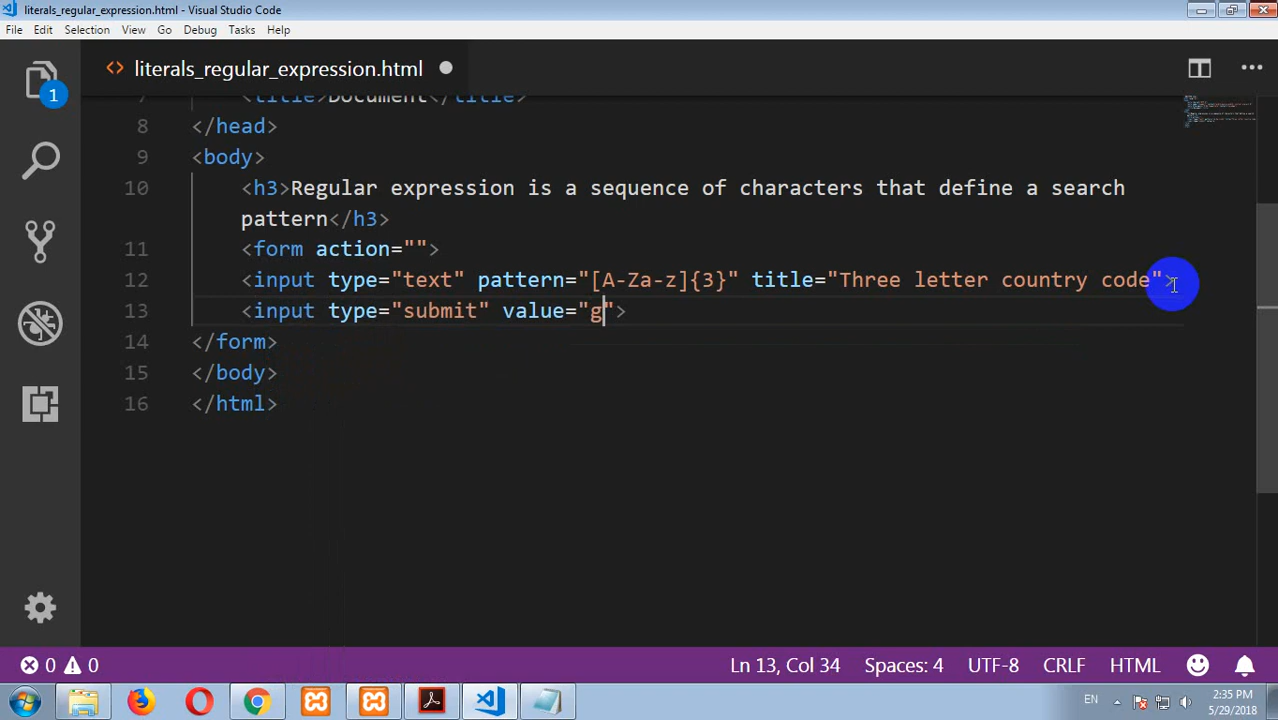 literals_regular_expression.html - Visual Studio Code
File Edit Selection View Go Debug Tasks Help
literals_regular_expression.html
1
7 <title>Document</title>
8 </head>
9 <body>
10 <h3>Regular expression is a sequence of characters that define a search
pattern</h3>
11 <form action="">
12 <input type="text" pattern="[A-Za-z]{3}" title="Three letter country code">
13 <input type="submit" value="g">
14 </form>
15 </body>
16 </html>
0 0 Ln 13, Col 34 Spaces: 4 UTF-8 CRLF HTML
EN 2:35 PM
5/29/2018